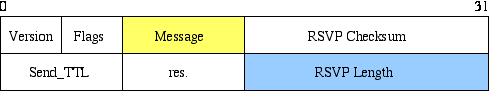 0 31
Version Flags Message RSVP Checksum
Send_TTL res. RSVP Length